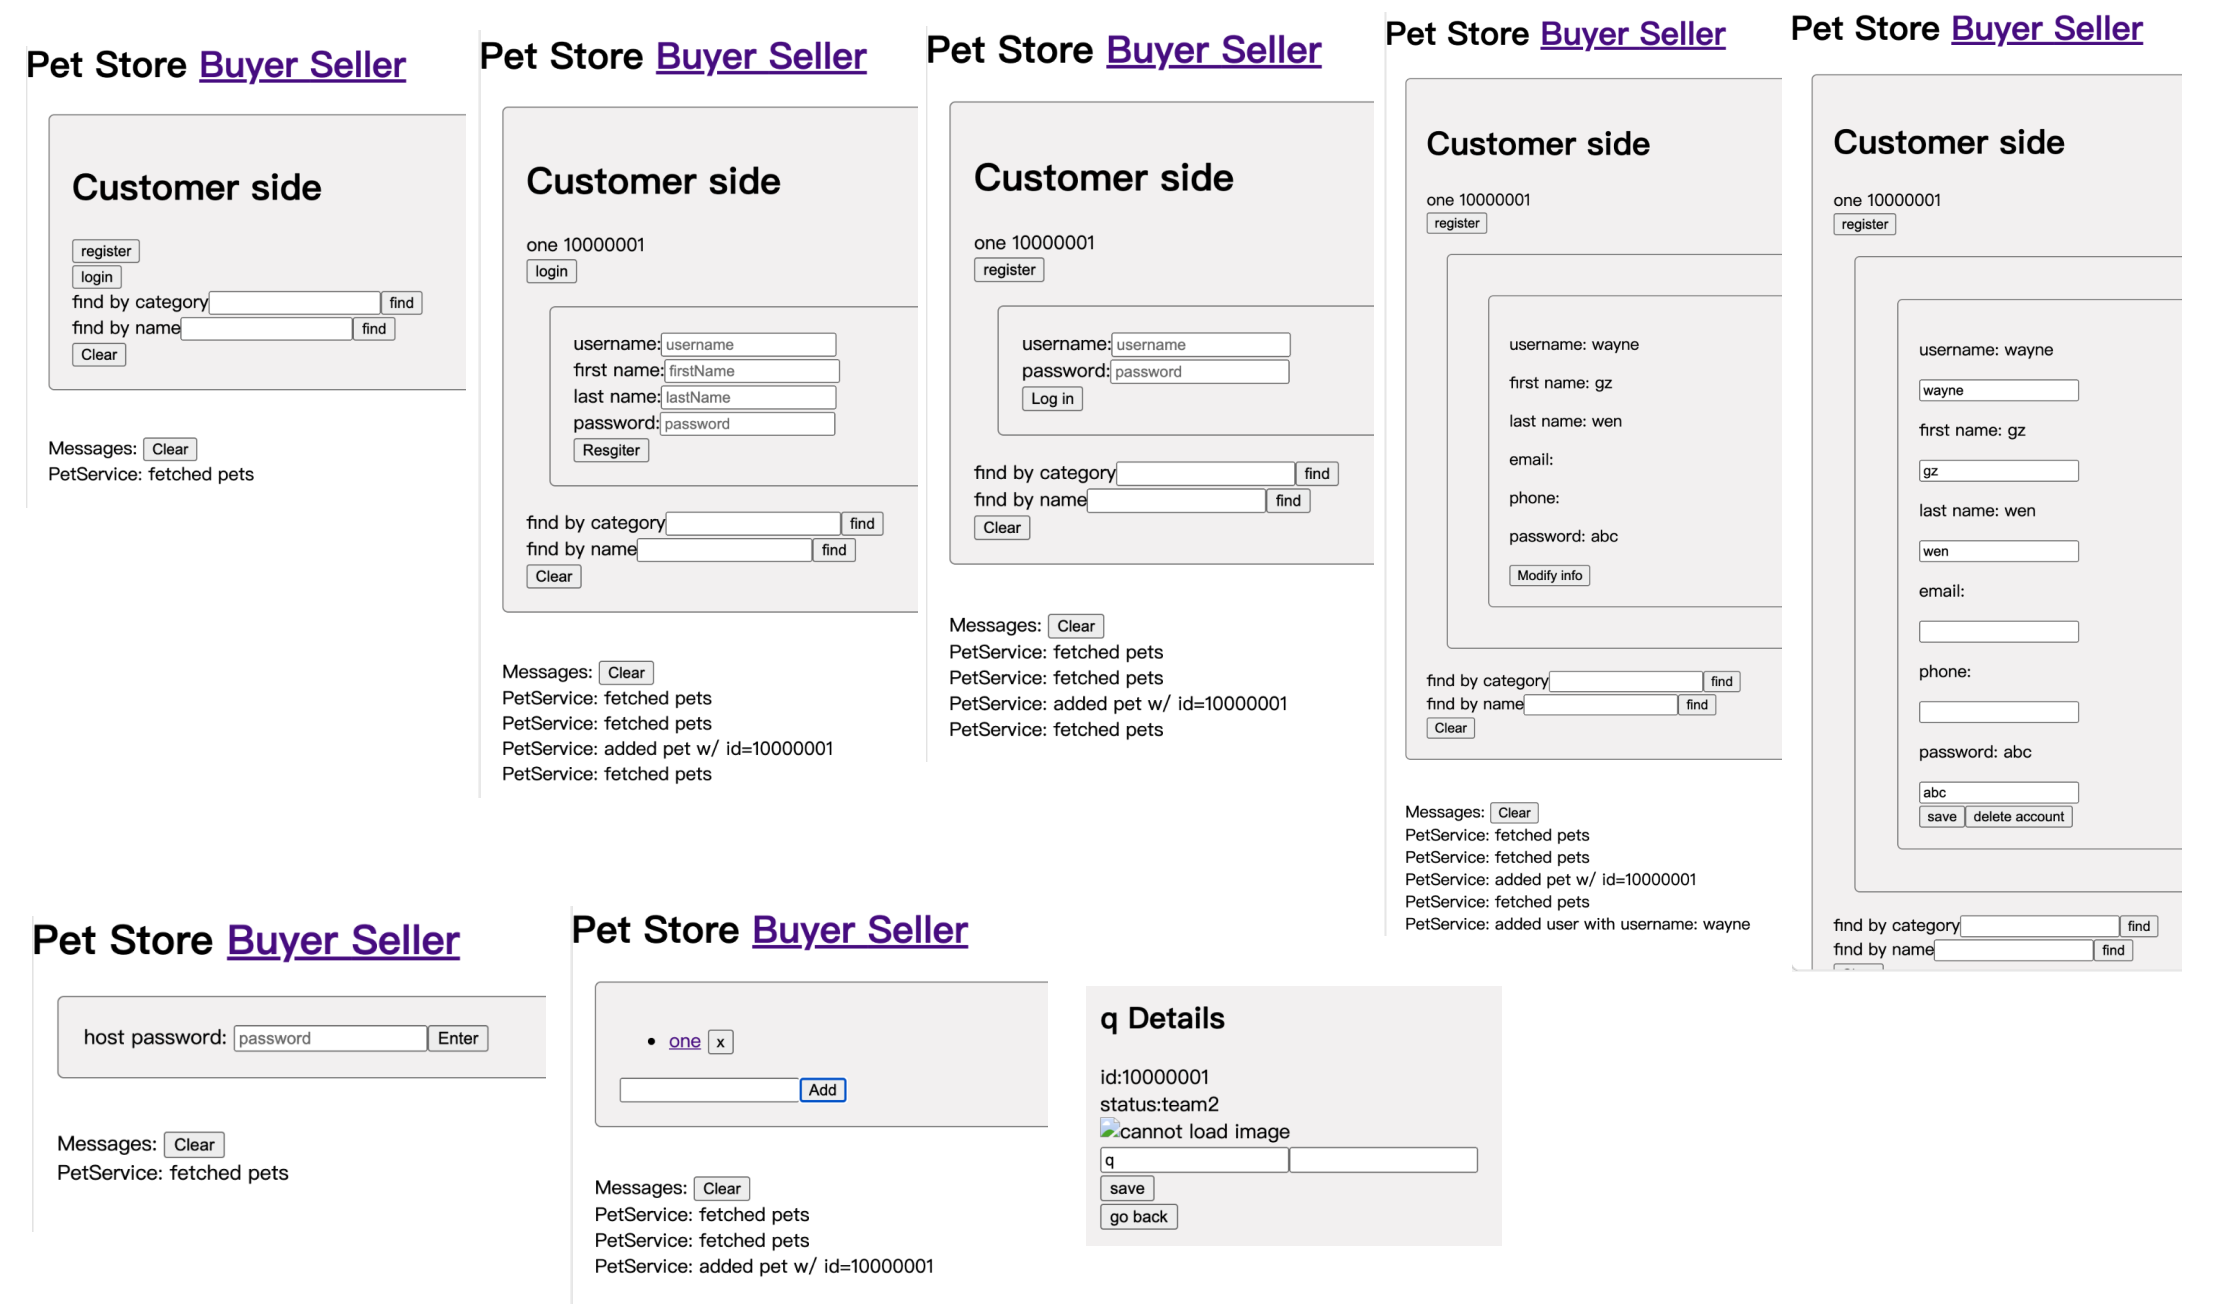 Pet Store Buyer Seller
Customer side
register
login
find by category find
find by name find
Clear
Messages: Clear
PetService: fetched pets
Pet Store Buyer Seller
Customer side
one 10000001
login
username: username
first name: firstName
last name: lastName
password: password
Resgiter
find by category find
find by name find
Clear
Messages: Clear
PetService: fetched pets
PetService: fetched pets
PetService: added pet w/ id=10000001
PetService: fetched pets
Pet Store Buyer Seller
Customer side
one 10000001
register
username: username
password: password
Log in
find by category find
find by name find
Clear
Messages: Clear
PetService: fetched pets
PetService: fetched pets
PetService: added pet w/ id=10000001
PetService: fetched pets
Pet Store Buyer Seller
Customer side
one 10000001
register
username: wayne
first name: gz
last name: wen
email:
phone:
password: abc
Modify info
find by category find
find by name find
Clear
Messages: Clear
PetService: fetched pets
PetService: fetched pets
PetService: added pet w/ id=10000001
PetService: fetched pets
PetService: added user with username: wayne
Pet Store Buyer Seller
Customer side
one 10000001
register
username: wayne
wayne
first name: gz
gz
last name: wen
wen
email:
phone:
password: abc
abc
save delete account
find by category find
find by name find
Pet Store Buyer Seller
host password: password Enter
Messages: Clear
PetService: fetched pets
Pet Store Buyer Seller
• one x
Add
Messages: Clear
PetService: fetched pets
PetService: fetched pets
PetService: added pet w/ id=10000001
q Details
id:10000001
status:team2
cannot load image
q
save
go back